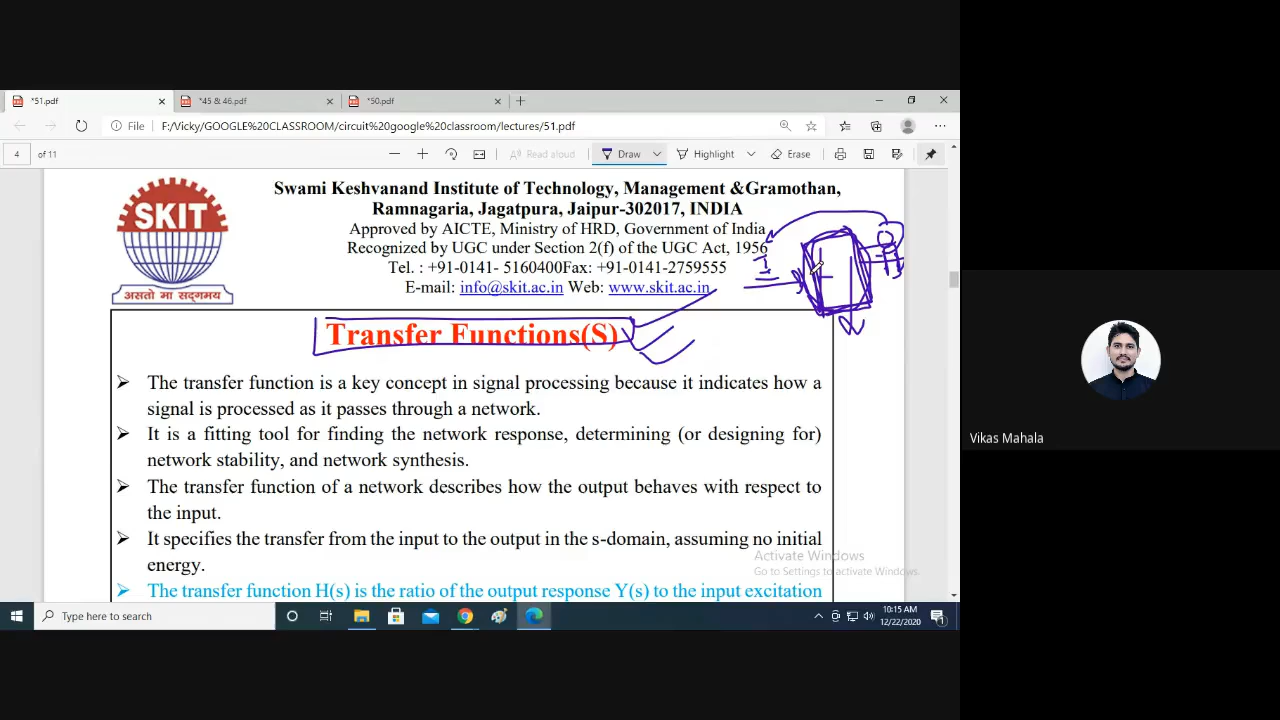 *51.pdf
*45 & 46.pdf
*50.pdf
File
F:/Vicky/GOOGLE%20CLASSROOM/circuit%20google%20classroom/lectures/51.pdf
4 of 11
Read aloud
Draw
Highlight
Erase
SKIT
असतो मा सद्गमय
Swami Keshvanand Institute of Technology, Management &Gramothan,
Ramnagaria, Jagatpura, Jaipur-302017, INDIA
Approved by AICTE, Ministry of HRD, Government of India
Recognized by UGC under Section 2(f) of the UGC Act, 1956
Tel. : +91-0141- 5160400Fax: +91-0141-2759555
E-mail: info@skit.ac.in Web: www.skit.ac.in
Transfer Functions(S)
➢ The transfer function is a key concept in signal processing because it indicates how a
signal is processed as it passes through a network.
➢ It is a fitting tool for finding the network response, determining (or designing for)
network stability, and network synthesis.
➢ The transfer function of a network describes how the output behaves with respect to
the input.
➢ It specifies the transfer from the input to the output in the s-domain, assuming no initial
energy.
➢ The transfer function H(s) is the ratio of the output response Y(s) to the input excitation
Activate Windows
Go to Settings to activate Windows.
Vikas Mahala
Type here to search
10:15 AM
12/22/2020